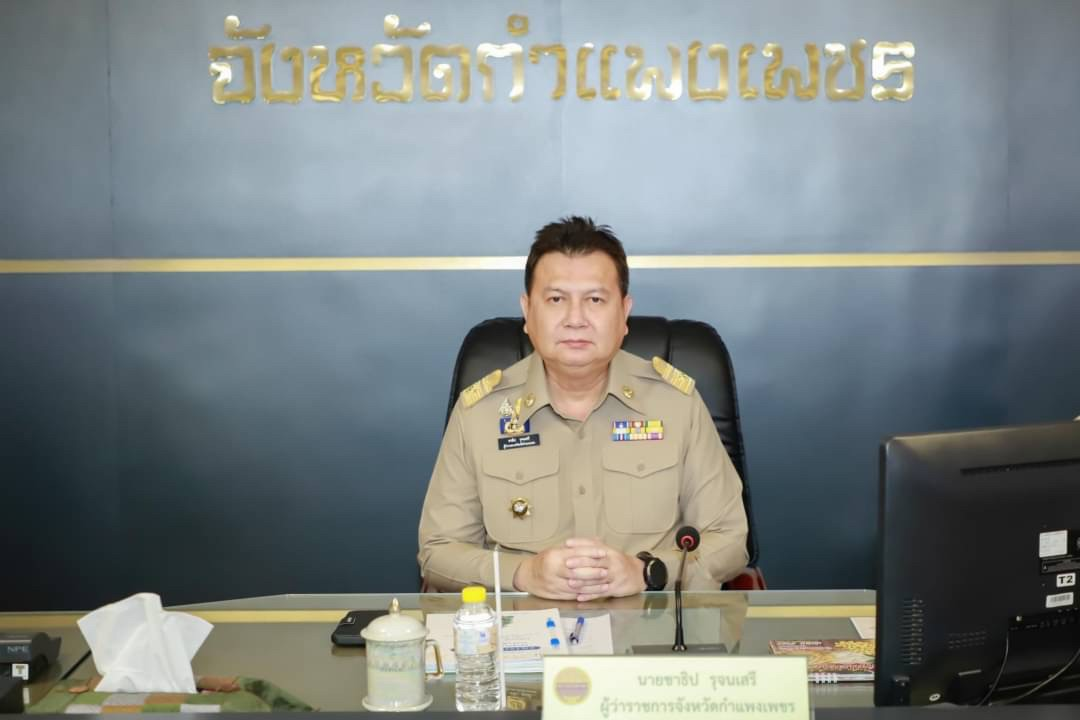 จังหวัดกำแพงเพชร
T2
NPE
T
นายชาธิป รุจนเสรี
ผู้ว่าราชการจังหวัดกำแพงเพชร